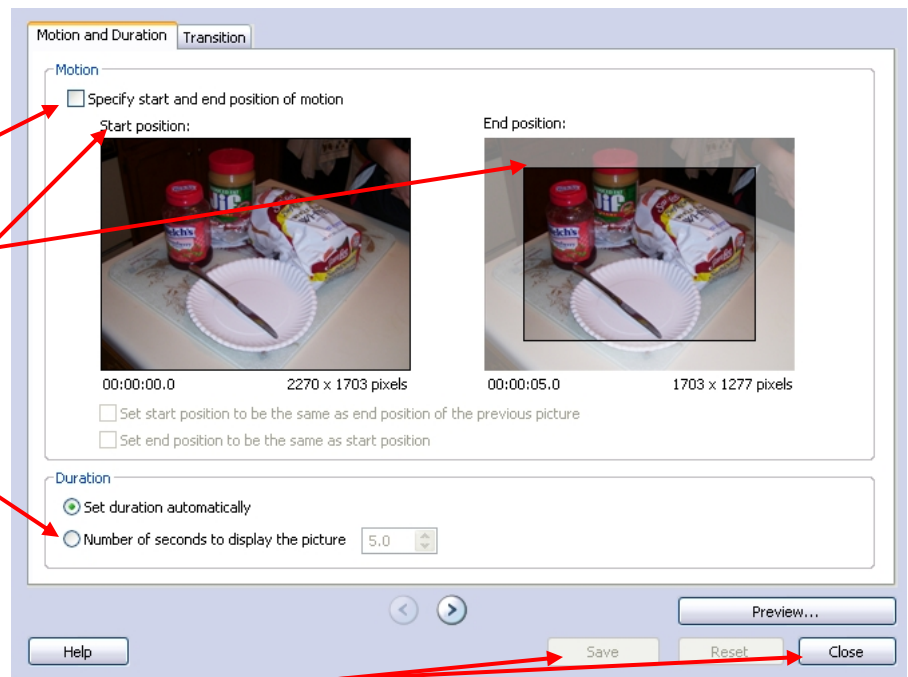 Motion and Duration Transition
Motion
Specify start and end position of motion
Start position: End position:
Jif
Welch's
00:00:00.0 2270 x 1703 pixels 00:00:05.0 1703 x 1277 pixels
Set start position to be the same as end position of the previous picture
Set end position to be the same as start position
Duration
Set duration automatically
Number of seconds to display the picture 5.0
< >
Preview...
Help Save Reset Close